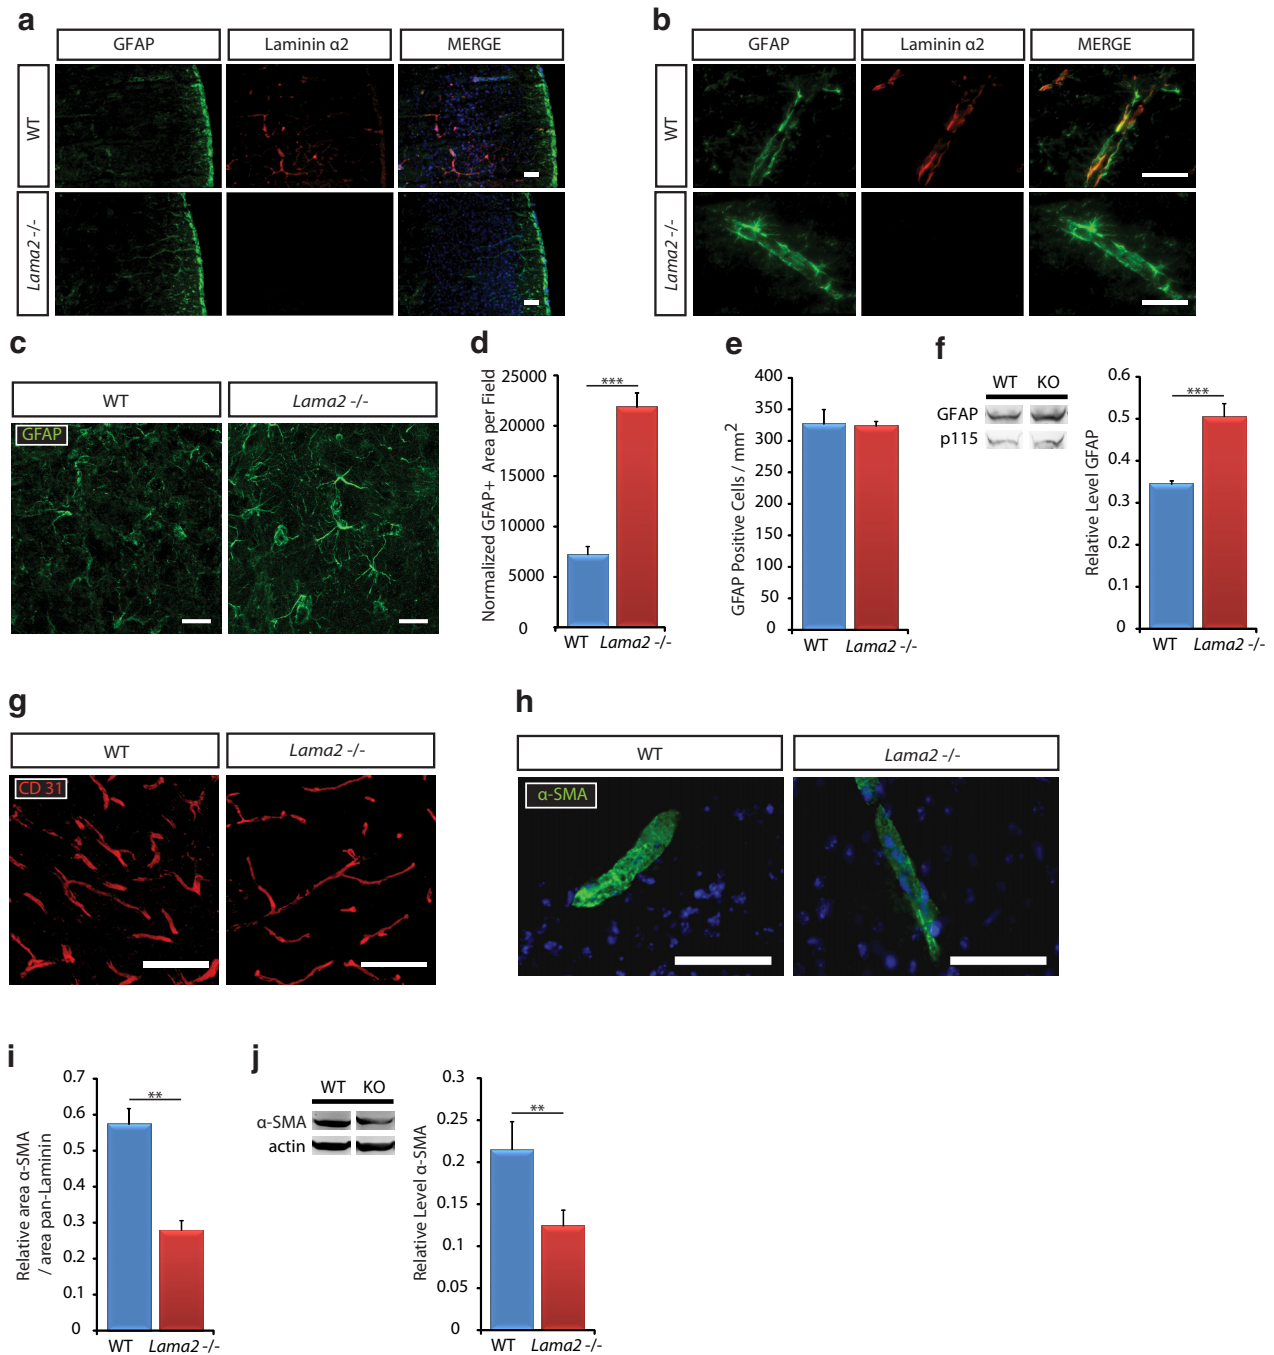 a
GFAP Laminin α2 MERGE
WT
Lama2 -/-
b
GFAP Laminin α2 MERGE
WT
Lama2 -/-
c
WT Lama2 -/-
GFAP
d
Normalized GFAP+ Area per Field
25000
20000
15000
10000
5000
0
***
WT Lama2 -/-
e
GFAP Positive Cells / mm2
400
350
300
250
200
150
100
50
0
WT Lama2 -/-
f
WT KO
GFAP
p115
Relative Level GFAP
0.6
0.5
0.4
0.3
0.2
0.1
0
***
WT Lama2 -/-
g
WT Lama2 -/-
CD 31
h
WT Lama2 -/-
α-SMA
i
Relative area α-SMA
/ area pan-Laminin
0.7
0.6
0.5
0.4
0.3
0.2
0.1
0
**
WT Lama2 -/-
j
WT KO
α-SMA
actin
Relative Level α-SMA
0.3
0.25
0.2
0.15
0.1
0.05
0
**
WT Lama2 -/-